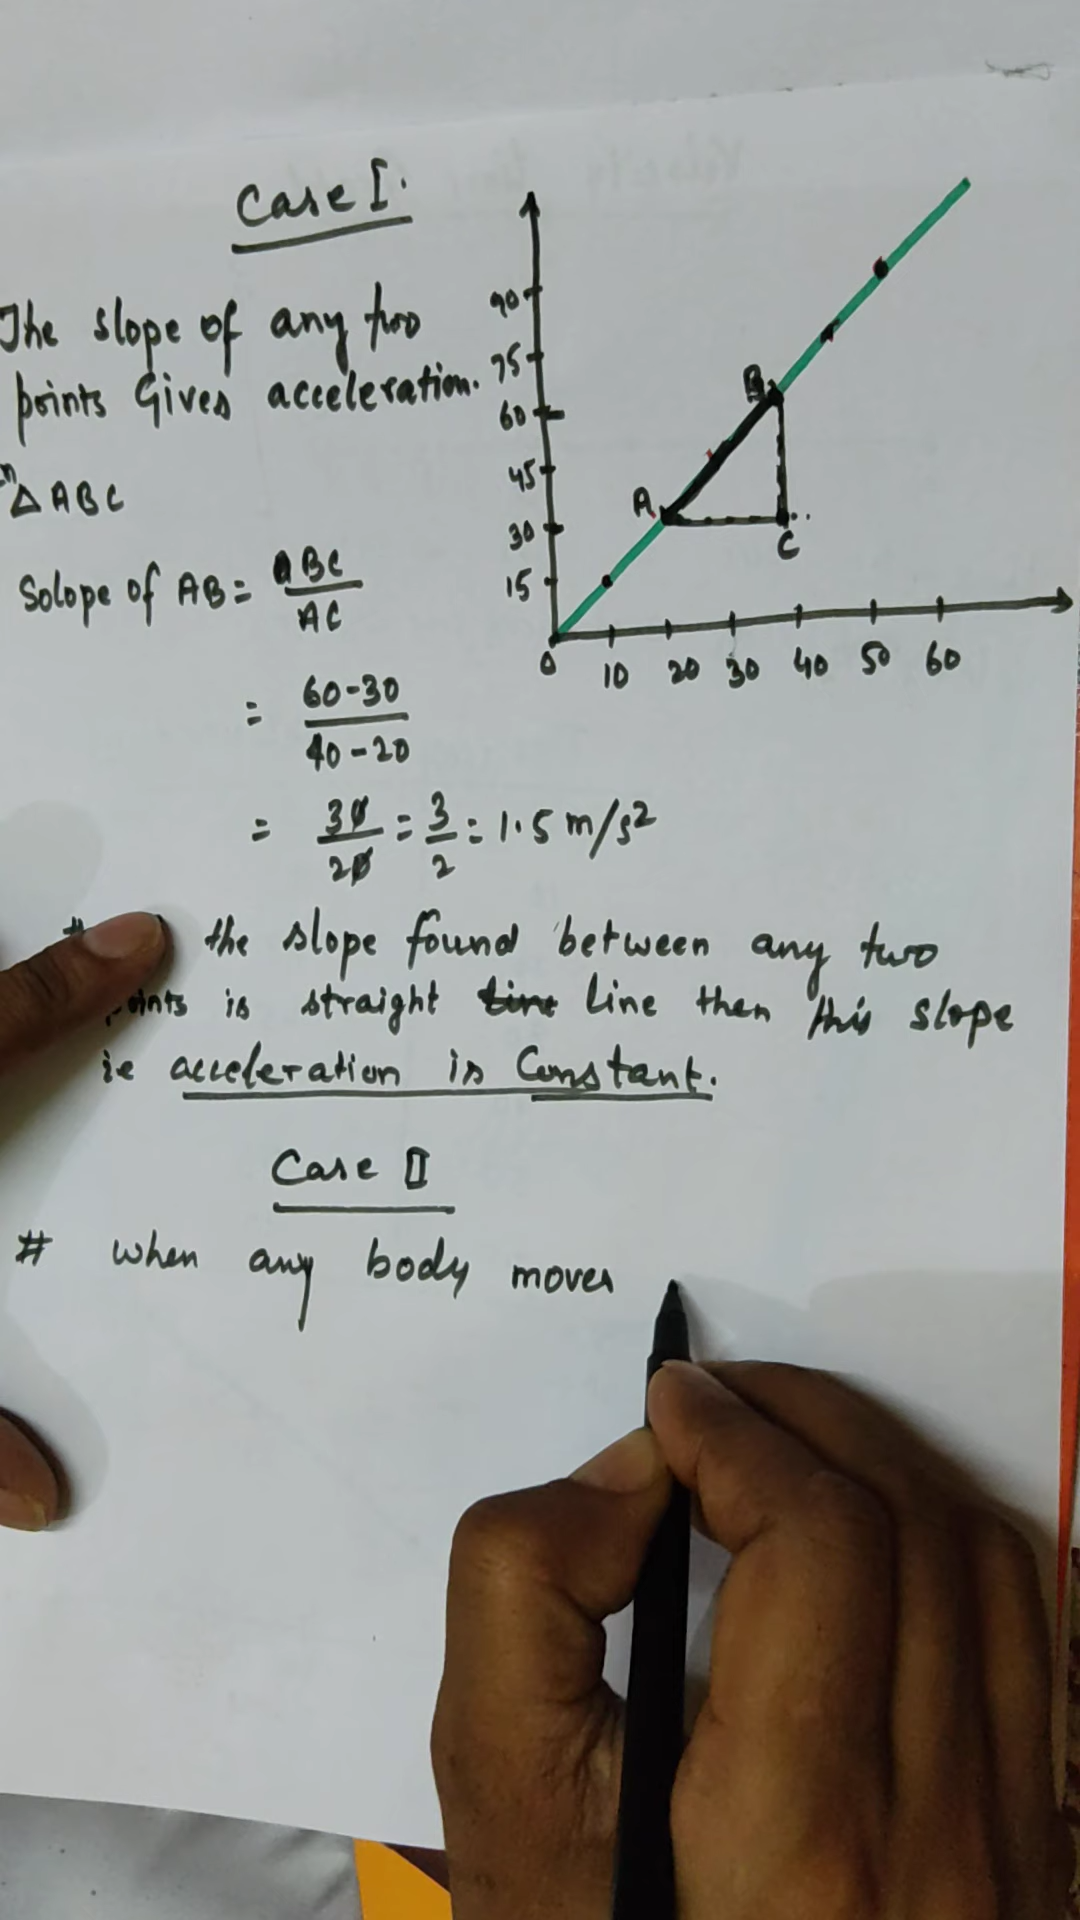 Case I.
The slope of any two
points Gives acceleration.
In △ ABC
Solope of AB = BC
AC
= 60-30
40-20
= 30 = 3 = 1.5 m/s²
20 2
90
75
60
45
30
15
0 10 20 30 40 50 60
A
B
C
# the slope found between any two
points is straight line Line then this slope
ie acceleration is Constant.
Case II
# when any body moves